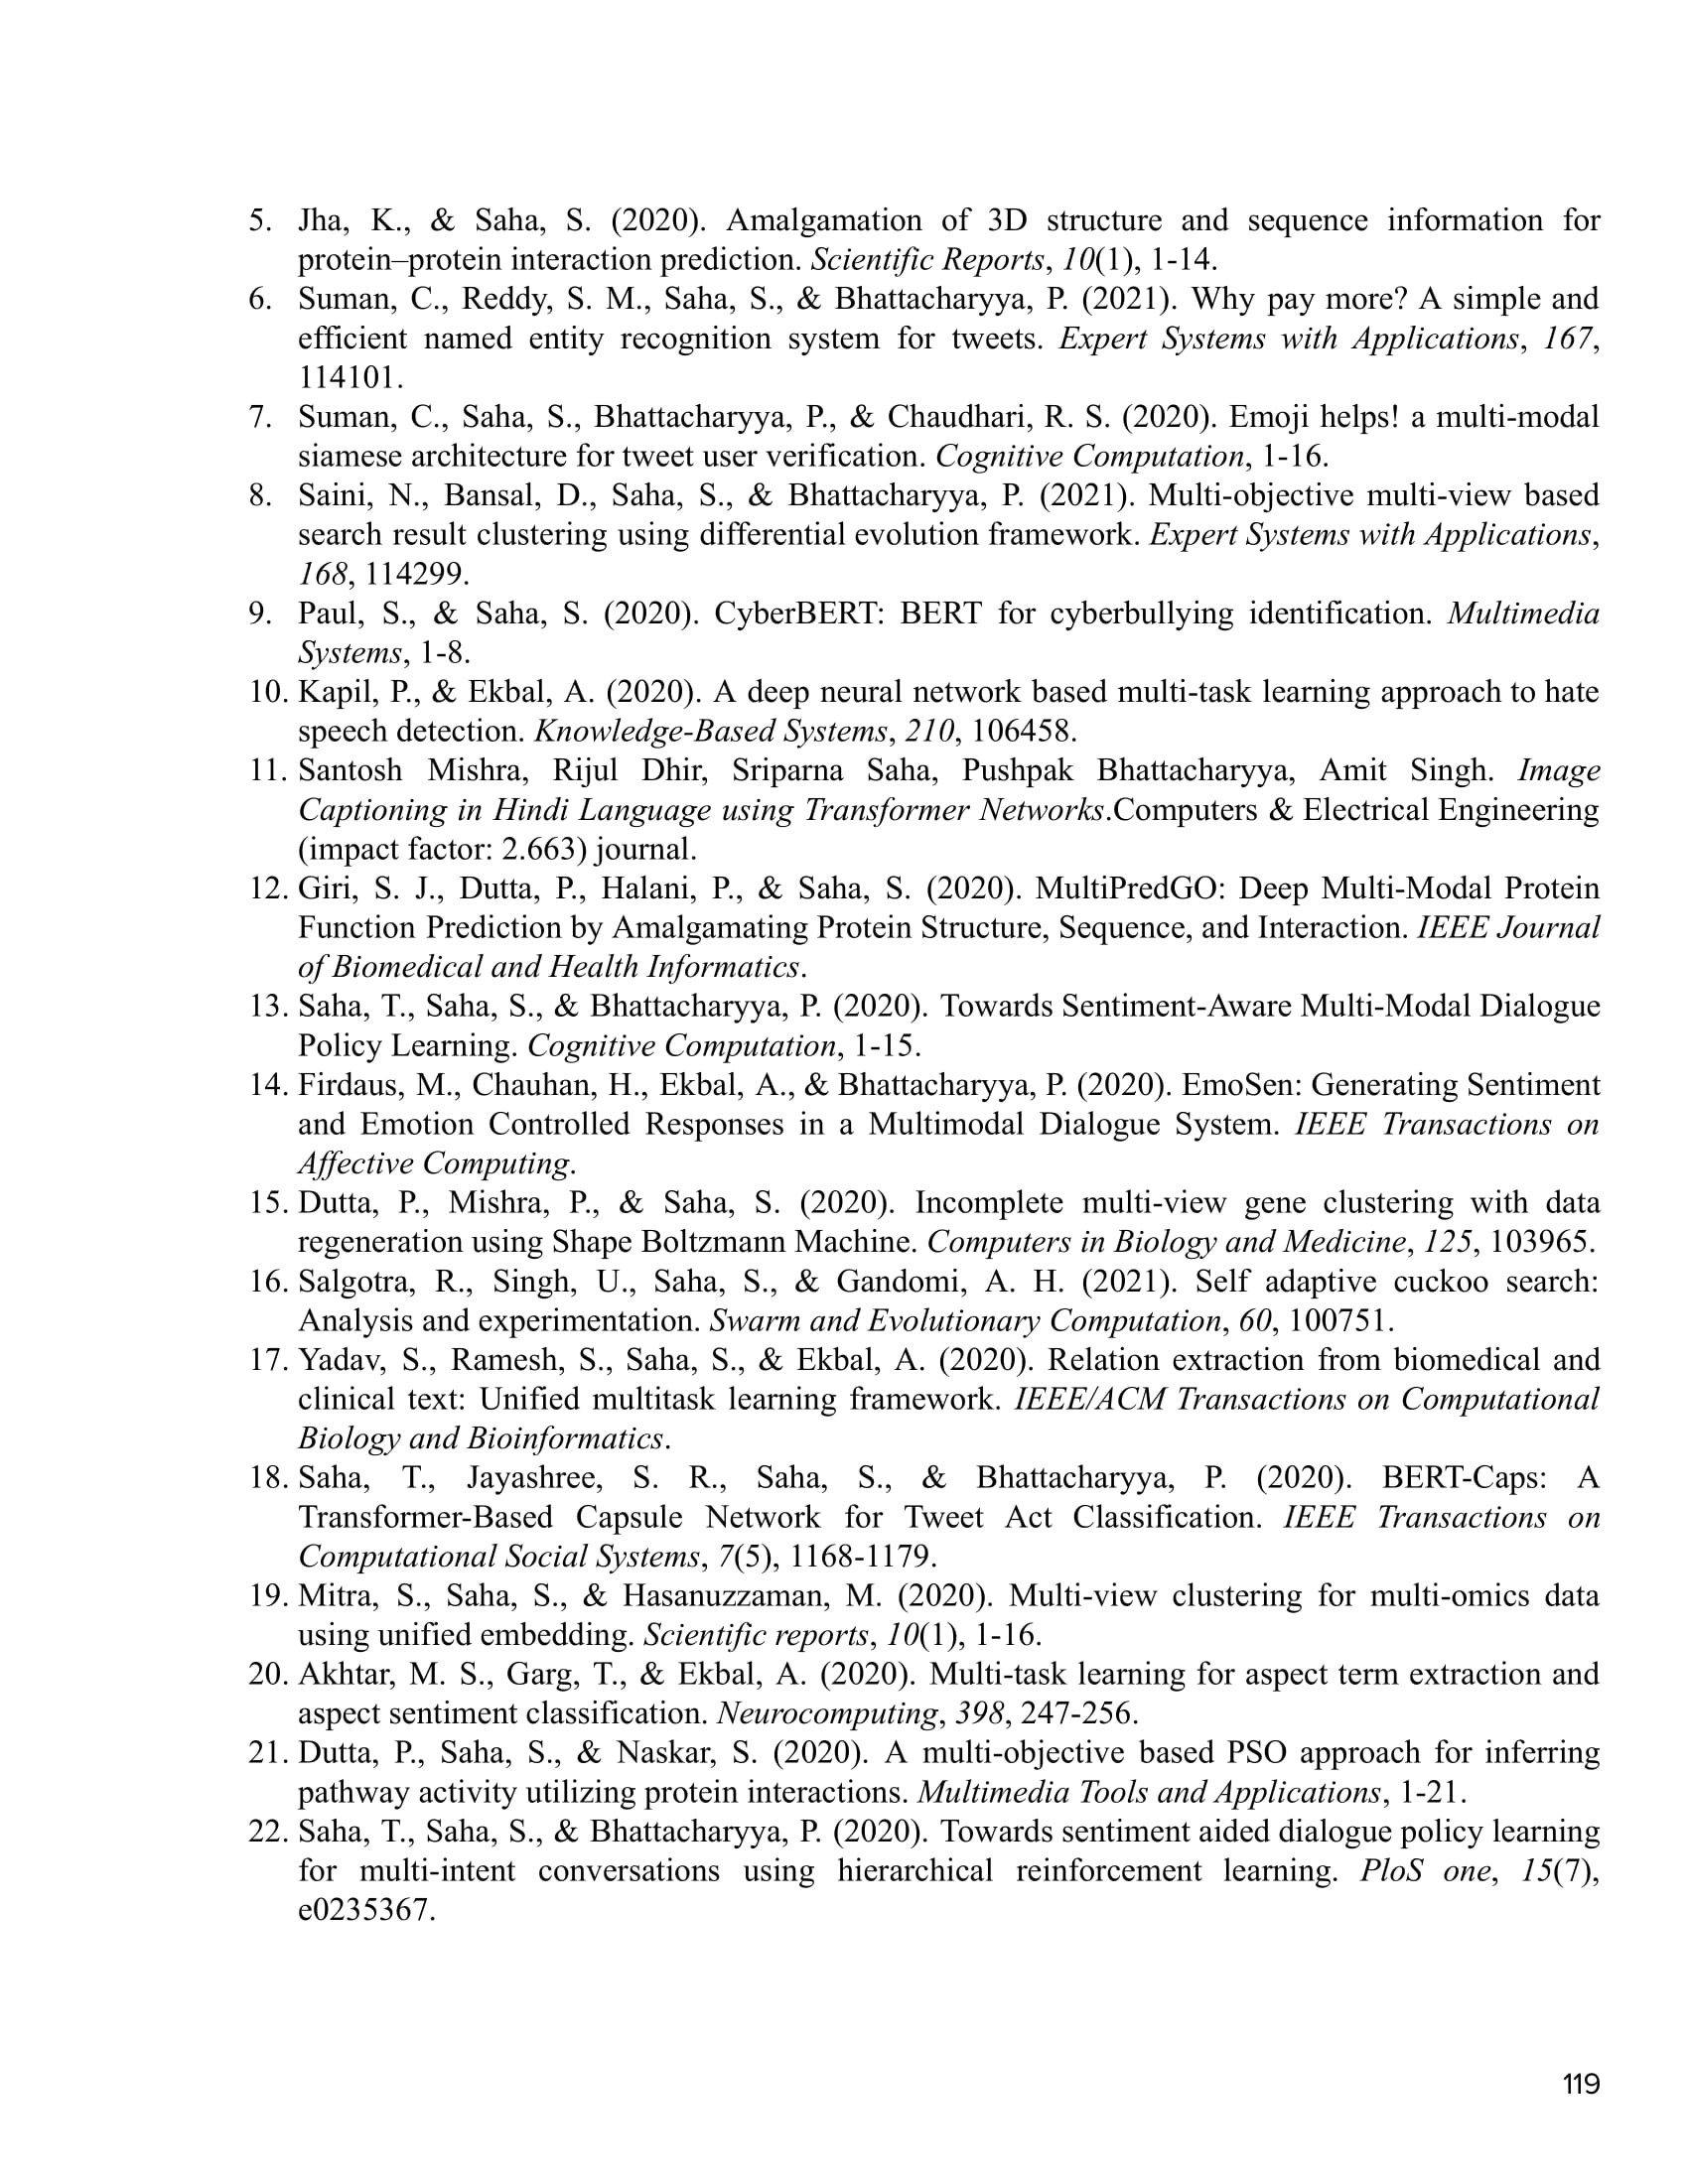 5. Jha, K., & Saha, S. (2020). Amalgamation of 3D structure and sequence information for
protein–protein interaction prediction. Scientific Reports, 10(1), 1-14.
6. Suman, C., Reddy, S. M., Saha, S., & Bhattacharyya, P. (2021). Why pay more? A simple and
efficient named entity recognition system for tweets. Expert Systems with Applications, 167,
114101.
7. Suman, C., Saha, S., Bhattacharyya, P., & Chaudhari, R. S. (2020). Emoji helps! a multi-modal
siamese architecture for tweet user verification. Cognitive Computation, 1-16.
8. Saini, N., Bansal, D., Saha, S., & Bhattacharyya, P. (2021). Multi-objective multi-view based
search result clustering using differential evolution framework. Expert Systems with Applications,
168, 114299.
9. Paul, S., & Saha, S. (2020). CyberBERT: BERT for cyberbullying identification. Multimedia
Systems, 1-8.
10. Kapil, P., & Ekbal, A. (2020). A deep neural network based multi-task learning approach to hate
speech detection. Knowledge-Based Systems, 210, 106458.
11. Santosh Mishra, Rijul Dhir, Sriparna Saha, Pushpak Bhattacharyya, Amit Singh. Image
Captioning in Hindi Language using Transformer Networks.Computers & Electrical Engineering
(impact factor: 2.663) journal.
12. Giri, S. J., Dutta, P., Halani, P., & Saha, S. (2020). MultiPredGO: Deep Multi-Modal Protein
Function Prediction by Amalgamating Protein Structure, Sequence, and Interaction. IEEE Journal
of Biomedical and Health Informatics.
13. Saha, T., Saha, S., & Bhattacharyya, P. (2020). Towards Sentiment-Aware Multi-Modal Dialogue
Policy Learning. Cognitive Computation, 1-15.
14. Firdaus, M., Chauhan, H., Ekbal, A., & Bhattacharyya, P. (2020). EmoSen: Generating Sentiment
and Emotion Controlled Responses in a Multimodal Dialogue System. IEEE Transactions on
Affective Computing.
15. Dutta, P., Mishra, P., & Saha, S. (2020). Incomplete multi-view gene clustering with data
regeneration using Shape Boltzmann Machine. Computers in Biology and Medicine, 125, 103965.
16. Salgotra, R., Singh, U., Saha, S., & Gandomi, A. H. (2021). Self adaptive cuckoo search:
Analysis and experimentation. Swarm and Evolutionary Computation, 60, 100751.
17. Yadav, S., Ramesh, S., Saha, S., & Ekbal, A. (2020). Relation extraction from biomedical and
clinical text: Unified multitask learning framework. IEEE/ACM Transactions on Computational
Biology and Bioinformatics.
18. Saha, T., Jayashree, S. R., Saha, S., & Bhattacharyya, P. (2020). BERT-Caps: A
Transformer-Based Capsule Network for Tweet Act Classification. IEEE Transactions on
Computational Social Systems, 7(5), 1168-1179.
19. Mitra, S., Saha, S., & Hasanuzzaman, M. (2020). Multi-view clustering for multi-omics data
using unified embedding. Scientific reports, 10(1), 1-16.
20. Akhtar, M. S., Garg, T., & Ekbal, A. (2020). Multi-task learning for aspect term extraction and
aspect sentiment classification. Neurocomputing, 398, 247-256.
21. Dutta, P., Saha, S., & Naskar, S. (2020). A multi-objective based PSO approach for inferring
pathway activity utilizing protein interactions. Multimedia Tools and Applications, 1-21.
22. Saha, T., Saha, S., & Bhattacharyya, P. (2020). Towards sentiment aided dialogue policy learning
for multi-intent conversations using hierarchical reinforcement learning. PloS one, 15(7),
e0235367.
119